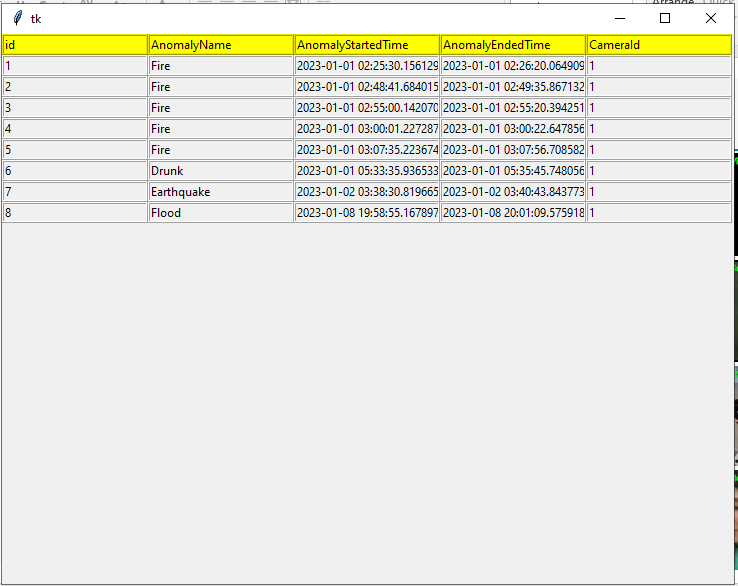 tk
id AnomalyName AnomalyStartedTime AnomalyEndedTime CameraId
1 Fire 2023-01-01 02:25:30.156129 2023-01-01 02:26:20.064909 1
2 Fire 2023-01-01 02:48:41.684015 2023-01-01 02:49:35.867132 1
3 Fire 2023-01-01 02:55:00.142070 2023-01-01 02:55:20.394251 1
4 Fire 2023-01-01 03:00:01.227287 2023-01-01 03:00:22.647856 1
5 Fire 2023-01-01 03:07:35.223674 2023-01-01 03:07:56.708582 1
6 Drunk 2023-01-01 05:33:35.936533 2023-01-01 05:35:45.748056 1
7 Earthquake 2023-01-02 03:38:30.819665 2023-01-02 03:40:43.843773 1
8 Flood 2023-01-08 19:58:55.167897 2023-01-08 20:01:09.575918 1